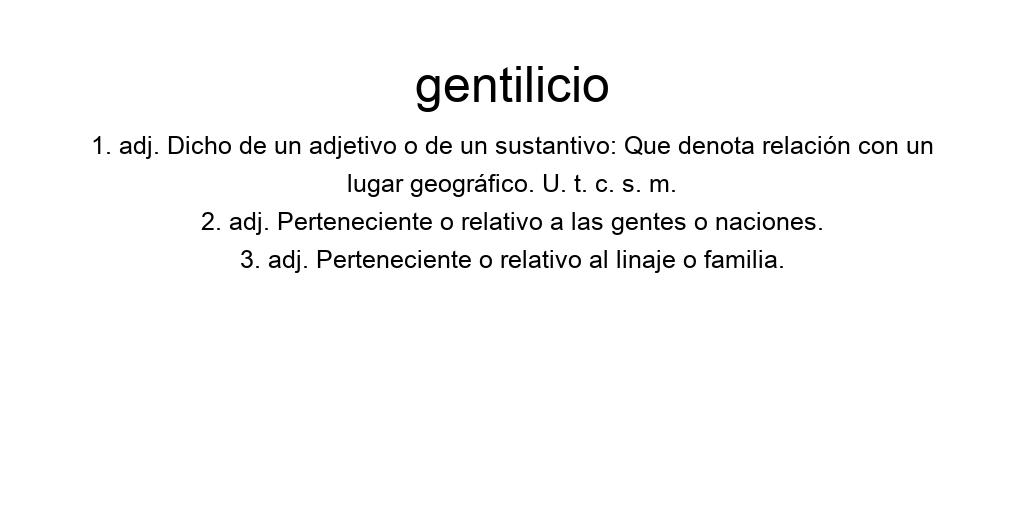 gentilicio
1. adj. Dicho de un adjetivo o de un sustantivo: Que denota relación con un
lugar geográfico. U. t. c. s. m.
2. adj. Perteneciente o relativo a las gentes o naciones.
3. adj. Perteneciente o relativo al linaje o familia.